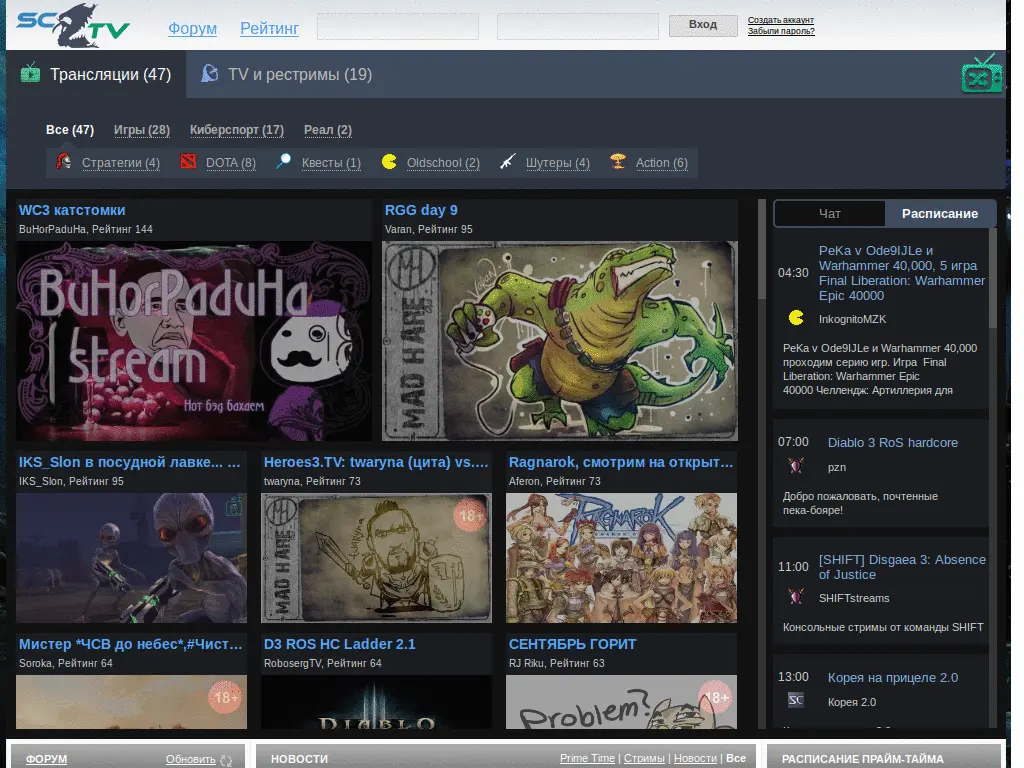 SC TV
Форум Рейтинг Вход Создать аккаунт
Забыли пароль?
Трансляции (47) TV и рестримы (19)
Все (47) Игры (28) Киберспорт (17) Реал (2)
Стратегии (4) DOTA (8) Квесты (1) Oldschool (2) Шутеры (4) Action (6)
WC3 катстомки
BuHorPaduHa, Рейтинг 144
BuHorPaduHa
stream
Нот бэд бахаем
RGG day 9
Varan, Рейтинг 95
MAD HARE
IKS_Slon в посудной лавке... ...
IKS_Slon, Рейтинг 95
Heroes3.TV: twaryna (цита) vs....
twaryna, Рейтинг 73
MAD HARE
18+
Ragnarok, смотрим на открыт...
Aferon, Рейтинг 73
RAGNAROK
Мистер *ЧСВ до небес*,#Чист...
Soroka, Рейтинг 64
18+
D3 ROS HC Ladder 2.1
RobosergTV, Рейтинг 64
DIABLO
СЕНТЯБРЬ ГОРИТ
RJ Riku, Рейтинг 63
Problem?
18+
Чат Расписание
04:30
PeKa v Ode9IJLe и
Warhammer 40,000, 5 игра
Final Liberation: Warhammer
Epic 40000
InkognitoMZK
PeKa v Ode9IJLe и Warhammer 40,000
проходим серию игр. Игра Final
Liberation: Warhammer Epic
40000 Челлендж: Артиллерия для
07:00 Diablo 3 RoS hardcore
pzn
Добро пожаловать, почтенные
пека-бояре!
11:00
[SHIFT] Disgaea 3: Absence
of Justice
SHIFTstreams
Консольные стримы от команды SHIFT
13:00 Корея на прицеле 2.0
SC Корея 2.0
ФОРУМ Обновить
НОВОСТИ Prime Time | Стримы | Новости | Все
РАСПИСАНИЕ ПРАЙМ-ТАЙМА